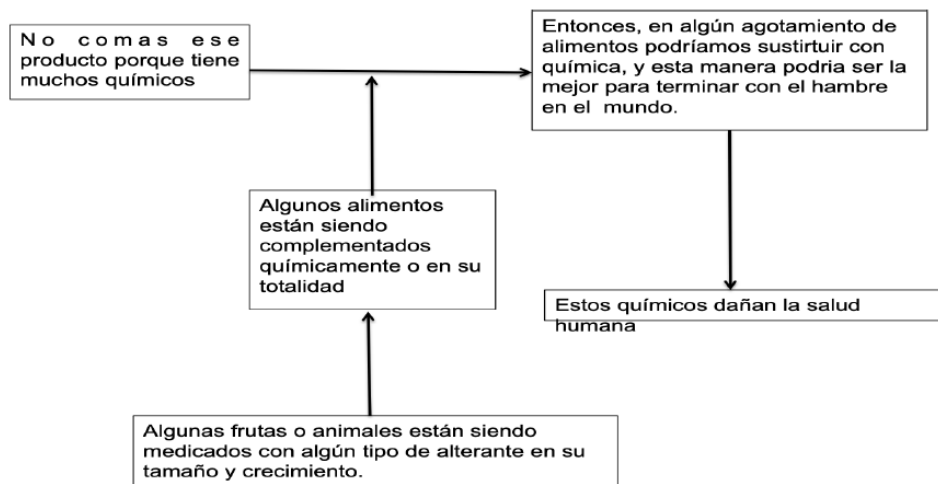 No comas ese
producto porque tiene
muchos químicos
Entonces, en algún agotamiento de
alimentos podríamos sustirtuir con
química, y esta manera podria ser la
mejor para terminar con el hambre
en el mundo.
Algunos alimentos
están siendo
complementados
químicamente o en su
totalidad
Estos químicos dañan la salud
humana
Algunas frutas o animales están siendo
medicados con algún tipo de alterante en su
tamaño y crecimiento.